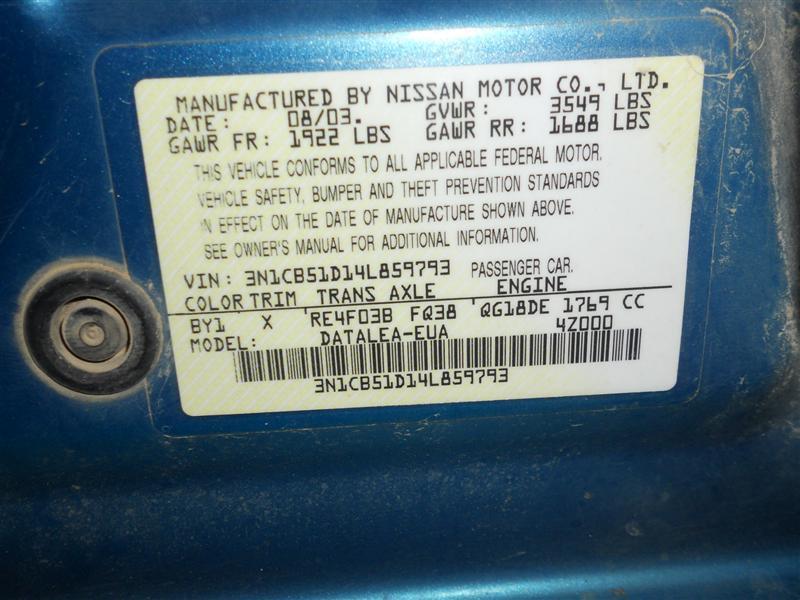 MANUFACTURED BY NISSAN MOTOR CO., LTD.
DATE: 08/03. GVWR: 3549 LBS
GAWR FR: 1922 LBS GAWR RR: 1688 LBS
THIS VEHICLE CONFORMS TO ALL APPLICABLE FEDERAL MOTOR.
VEHICLE SAFETY, BUMPER AND THEFT PREVENTION STANDARDS
IN EFFECT ON THE DATE OF MANUFACTURE SHOWN ABOVE.
SEE OWNER'S MANUAL FOR ADDITIONAL INFORMATION.
VIN: 3N1CB51D14L859793 PASSENGER CAR.
COLOR TRIM TRANS AXLE ENGINE
BY1 X RE4F03B FQ38 QG18DE 1769 CC
MODEL: DATALEA-EUA 4Z000
3N1CB51D14L859793